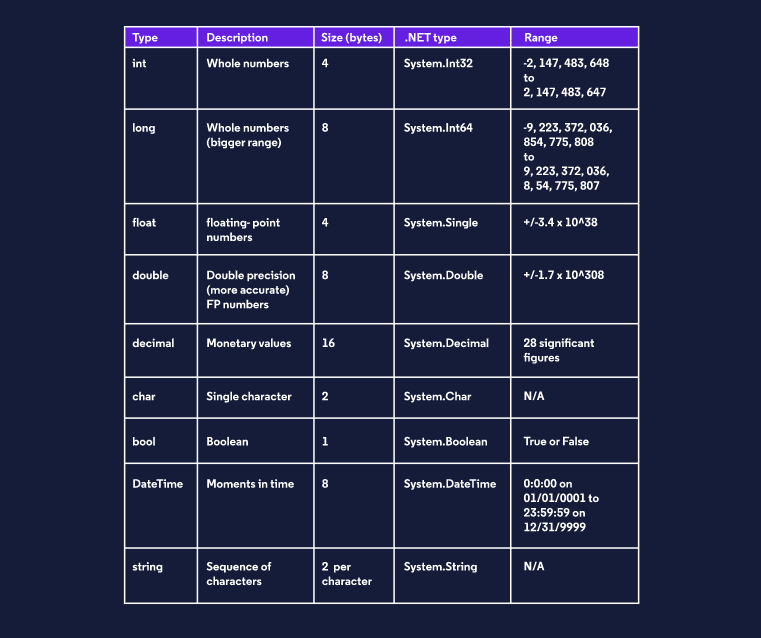 Type Description Size (bytes) .NET type Range
int Whole numbers 4 System.Int32 -2, 147, 483, 648
to
2, 147, 483, 647
long Whole numbers 8 System.Int64 -9, 223, 372, 036,
(bigger range) 854, 775, 808
to
9, 223, 372, 036,
8, 54, 775, 807
float floating- point 4 System.Single +/-3.4 x 10^38
numbers
double Double precision 8 System.Double +/-1.7 x 10^308
(more accurate)
FP numbers
decimal Monetary values 16 System.Decimal 28 significant
figures
char Single character 2 System.Char N/A
bool Boolean 1 System.Boolean True or False
DateTime Moments in time 8 System.DateTime 0:0:00 on
01/01/0001 to
23:59:59 on
12/31/9999
string Sequence of 2 per System.String N/A
characters character